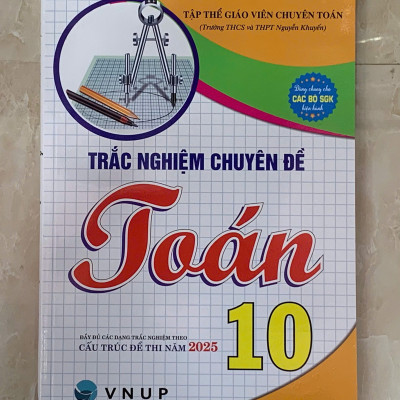 TẬP THỂ GIÁO VIÊN CHUYÊN TOÁN
(Trường THCS và THPT Nguyễn Khuyến)
Dùng chung cho
CÁC BỘ SGK
hiện hành
TRẮC NGHIỆM CHUYÊN ĐỀ
Toán
10
ĐẦY ĐỦ CÁC DẠNG TRẮC NGHIỆM THEO
CẤU TRÚC ĐỀ THI NĂM 2025
VNUP